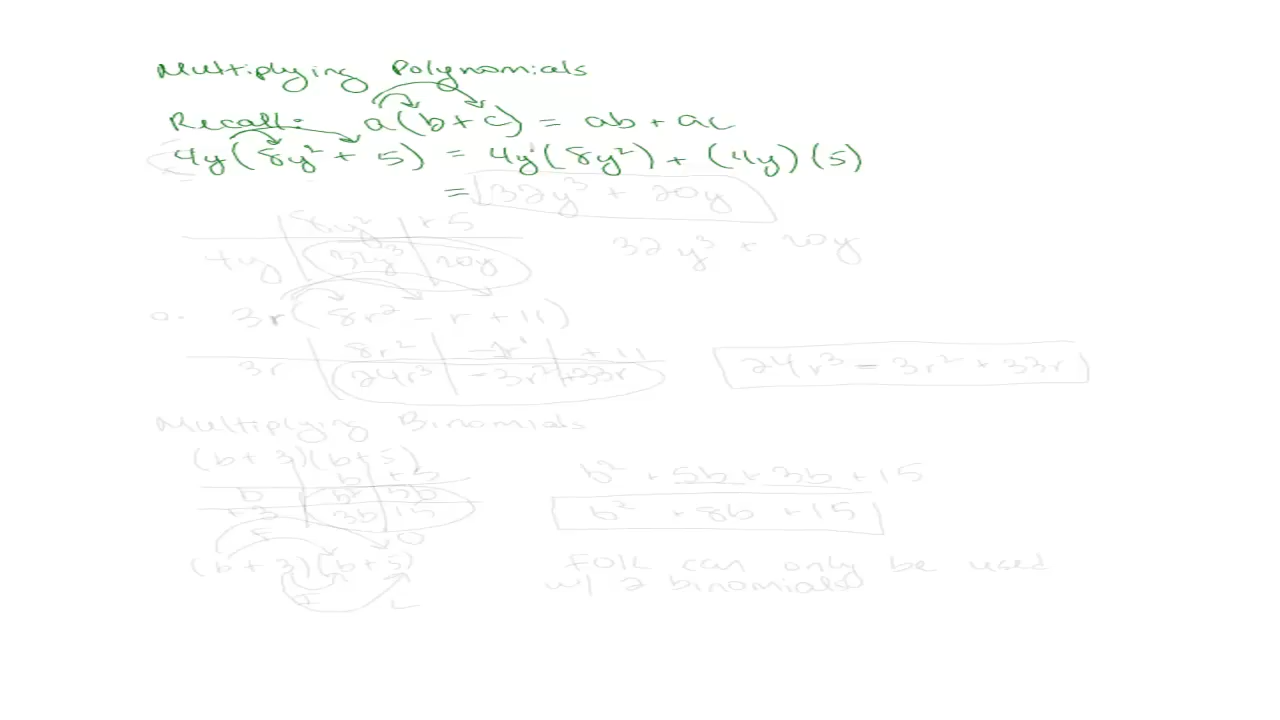 Multiplying Polynomials
Recall: a(b+c) = ab + ac
4y(8y² + 5) = 4y(8y²) + (4y)(5)
= 32y³ + 20y
8y² +5
4y 32y³ 20y 32y³ + 20y
a. 3r(8r² - r + 11)
8r² -r +11
3r 24r³ -3r² +33r 24r³ - 3r² + 33r
Multiplying Binomials
(b+3)(b+5)
b +5 b² + 5b + 3b + 15
b b² 5b
+3 3b 15 b² + 8b + 15
F O
(b+3)(b+5) FOIL can only be used
I L w/ 2 binomials